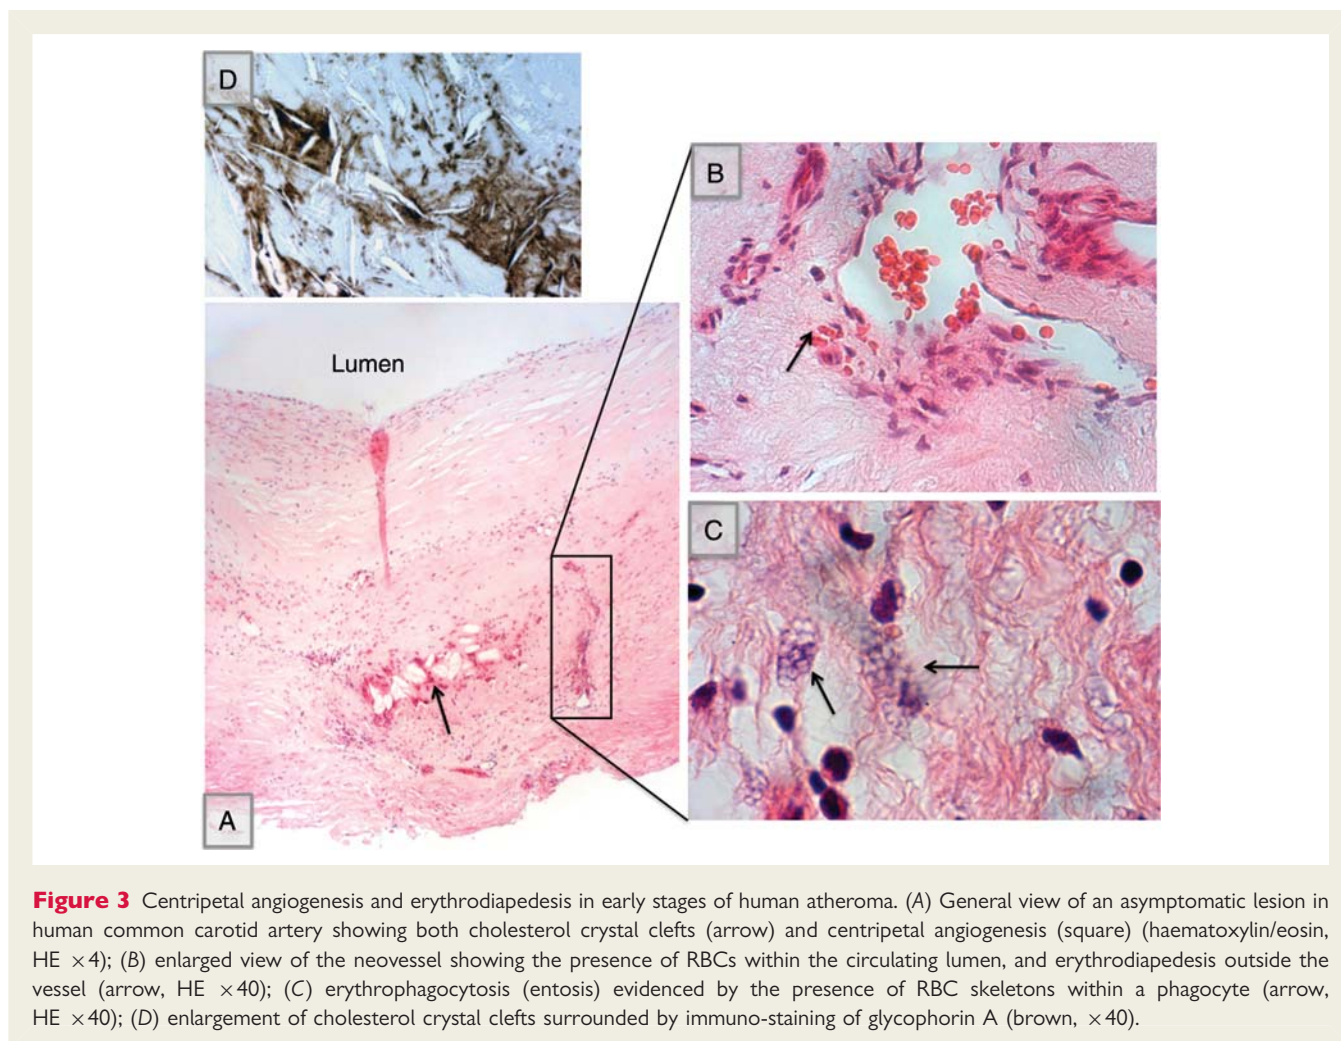 D
B
Lumen
C
A
Figure 3 Centripetal angiogenesis and erythrodiapedesis in early stages of human atheroma. (A) General view of an asymptomatic lesion in
human common carotid artery showing both cholesterol crystal clefts (arrow) and centripetal angiogenesis (square) (haematoxylin/eosin,
HE ×4); (B) enlarged view of the neovessel showing the presence of RBCs within the circulating lumen, and erythrodiapedesis outside the
vessel (arrow, HE ×40); (C) erythrophagocytosis (entosis) evidenced by the presence of RBC skeletons within a phagocyte (arrow,
HE ×40); (D) enlargement of cholesterol crystal clefts surrounded by immuno-staining of glycophorin A (brown, ×40).